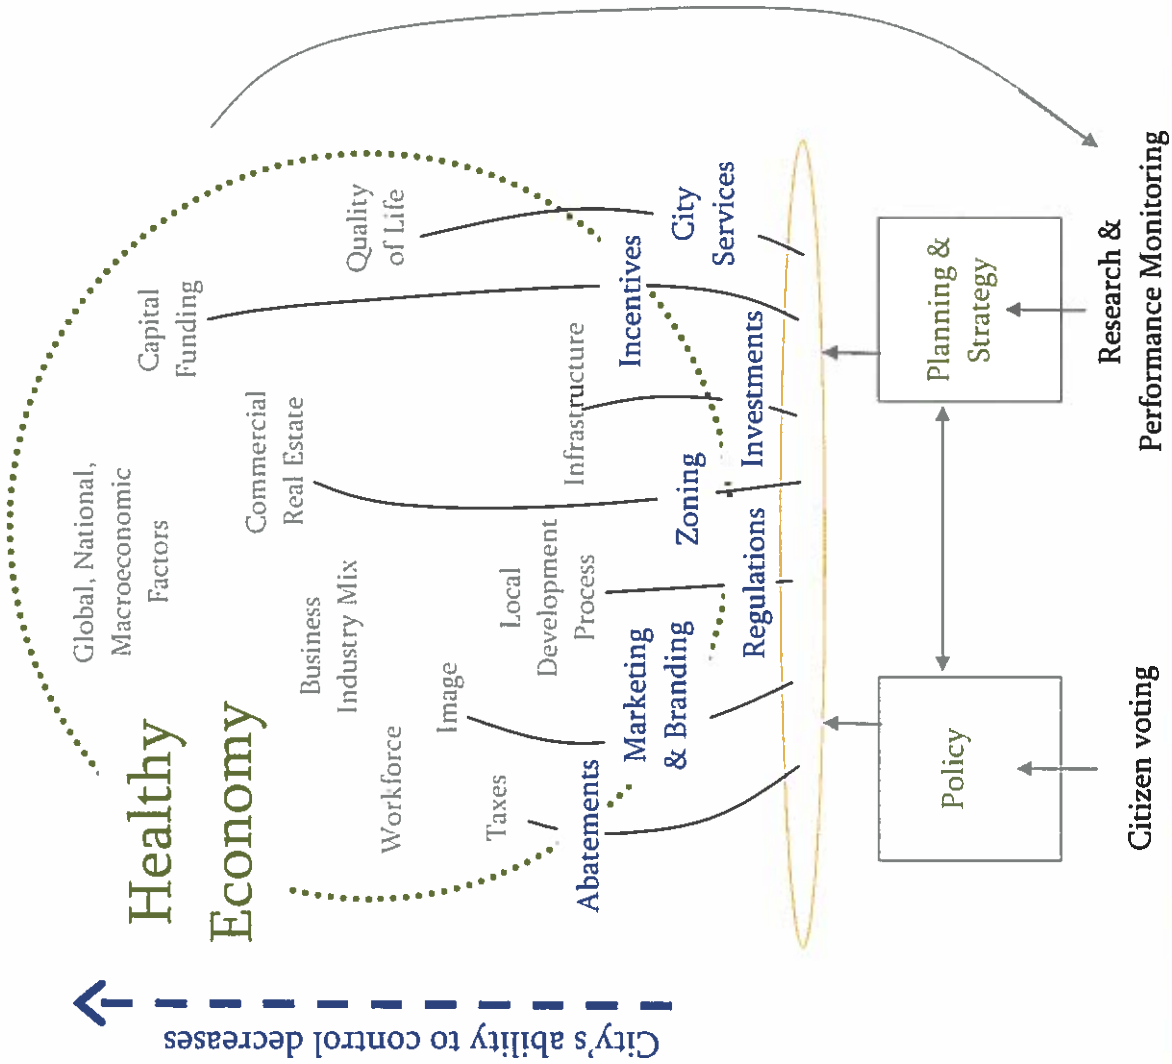 Healthy
Economy
Global, National,
Macroeconomic
Factors
Capital
Funding
Commercial
Real Estate
Quality
of Life
Business
Industry Mix
Workforce
Image
Local
Development
Process
Infrastructure
Taxes
Abatements
Marketing
& Branding
Regulations
Zoning
Investments
Incentives
City
Services
Policy
Planning &
Strategy
Citizen voting
Research &
Performance Monitoring
City's ability to control decreases